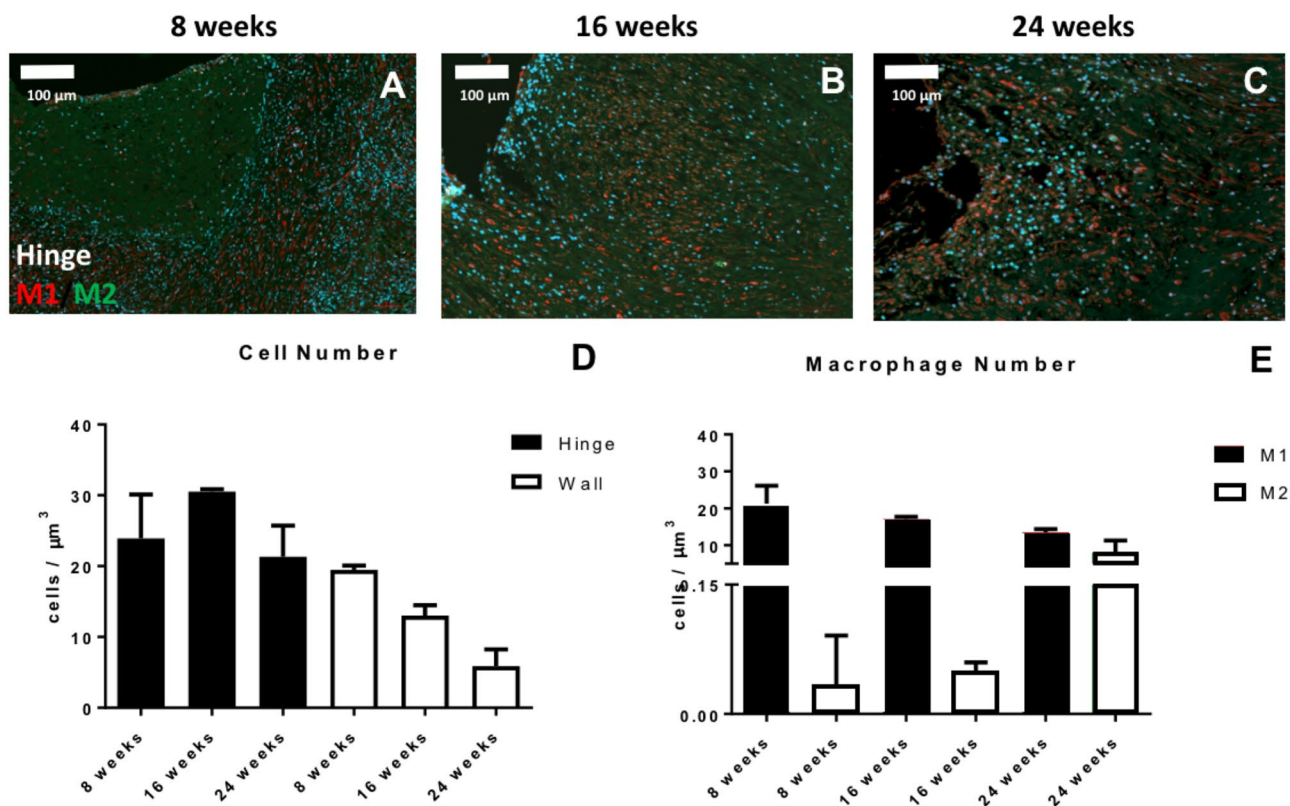 8 weeks 16 weeks 24 weeks
100 µm A 100 µm B 100 µm C
Hinge
M1/M2
Cell Number D
40
30
20
10
0
cells / µm³
Hinge
Wall
8 weeks 16 weeks 24 weeks 8 weeks 16 weeks 24 weeks
Macrophage Number E
40
30
20
10
0.15
0.00
cells / µm³
M1
M2
8 weeks 8 weeks 16 weeks 16 weeks 24 weeks 24 weeks